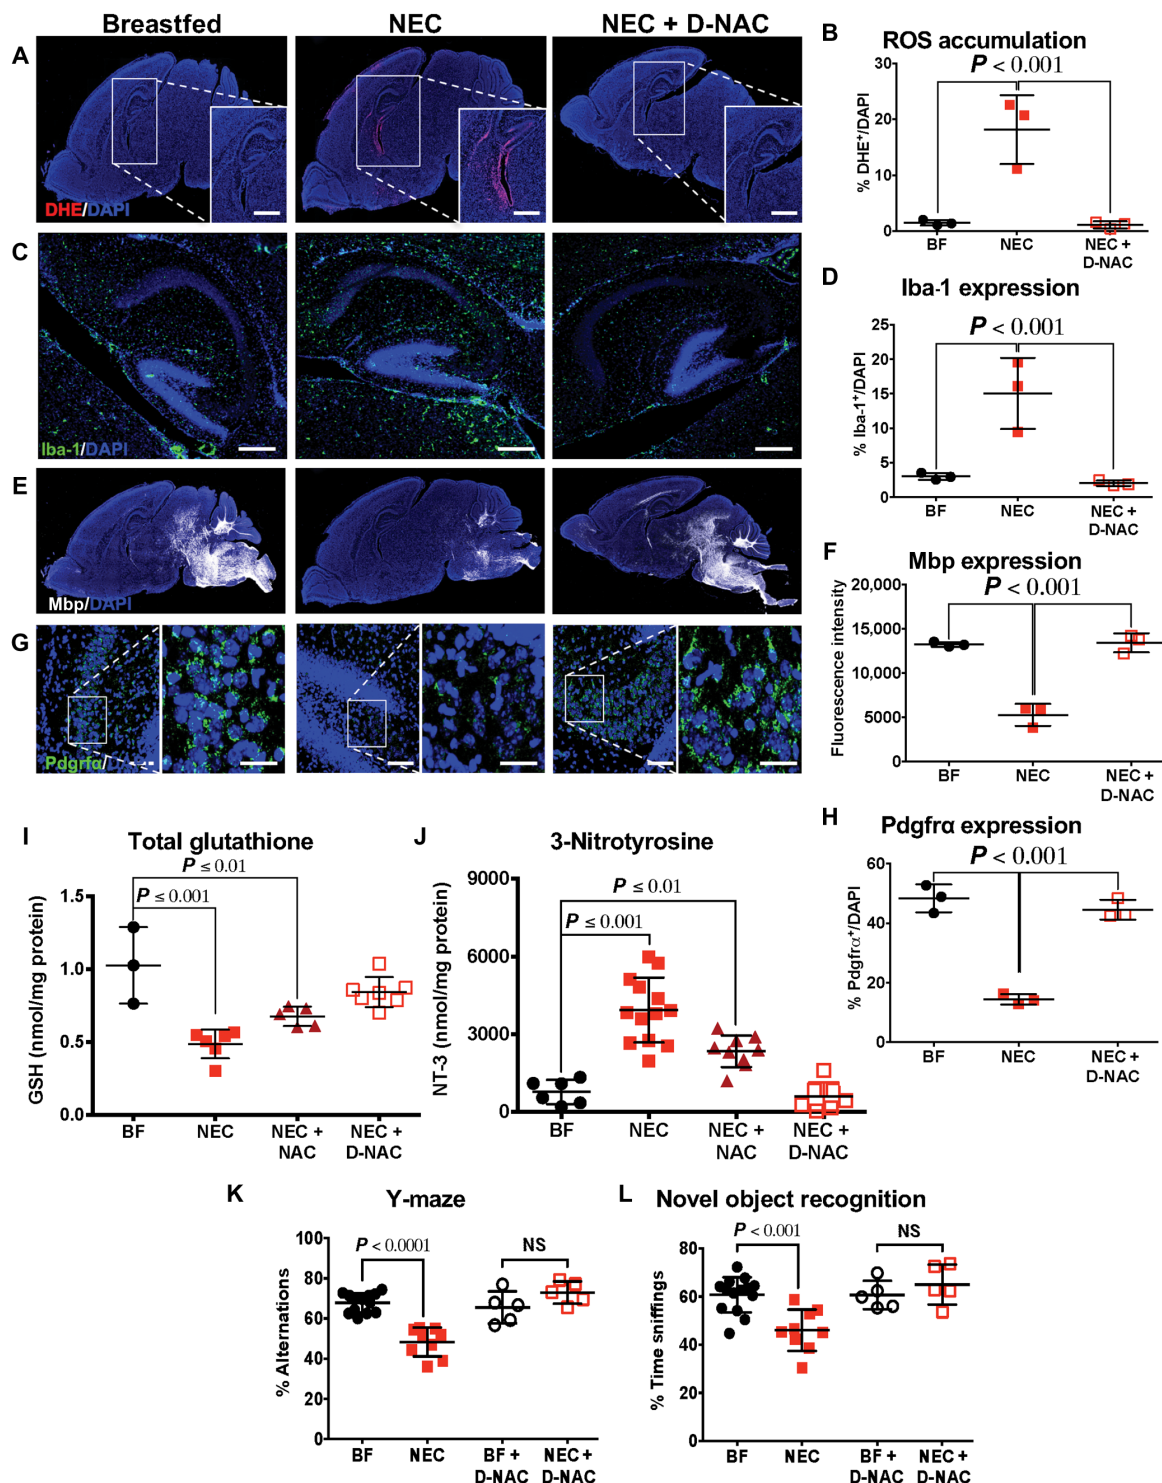 Breastfed
NEC
NEC + D-NAC
A
DHE/DAPI
B
ROS accumulation
P < 0.001
% DHE⁺/DAPI
30
20
10
0
BF
NEC
NEC +
D-NAC
C
Iba-1/DAPI
D
Iba-1 expression
P < 0.001
% Iba-1⁺/DAPI
25
20
15
10
5
0
BF
NEC
NEC +
D-NAC
E
Mbp/DAPI
F
Mbp expression
P < 0.001
Fluorescence intensity
20,000
15,000
10,000
5000
0
BF
NEC
NEC +
D-NAC
G
Pdgrfα/
H
Pdgfrα expression
P < 0.001
% Pdgfrα⁺/DAPI
60
40
20
0
BF
NEC
NEC +
D-NAC
I
Total glutathione
P ≤ 0.01
P ≤ 0.001
GSH (nmol/mg protein)
1.5
1.0
0.5
0.0
BF
NEC
NEC +
NAC
NEC +
D-NAC
J
3-Nitrotyrosine
P ≤ 0.01
P ≤ 0.001
NT-3 (nmol/mg protein)
9000
6000
3000
0
BF
NEC
NEC +
NAC
NEC +
D-NAC
K
Y-maze
P < 0.0001
NS
% Alternations
100
80
60
40
20
0
BF
NEC
BF +
D-NAC
NEC +
D-NAC
L
Novel object recognition
P < 0.001
NS
% Time sniffings
80
60
40
20
0
BF
NEC
BF +
D-NAC
NEC +
D-NAC